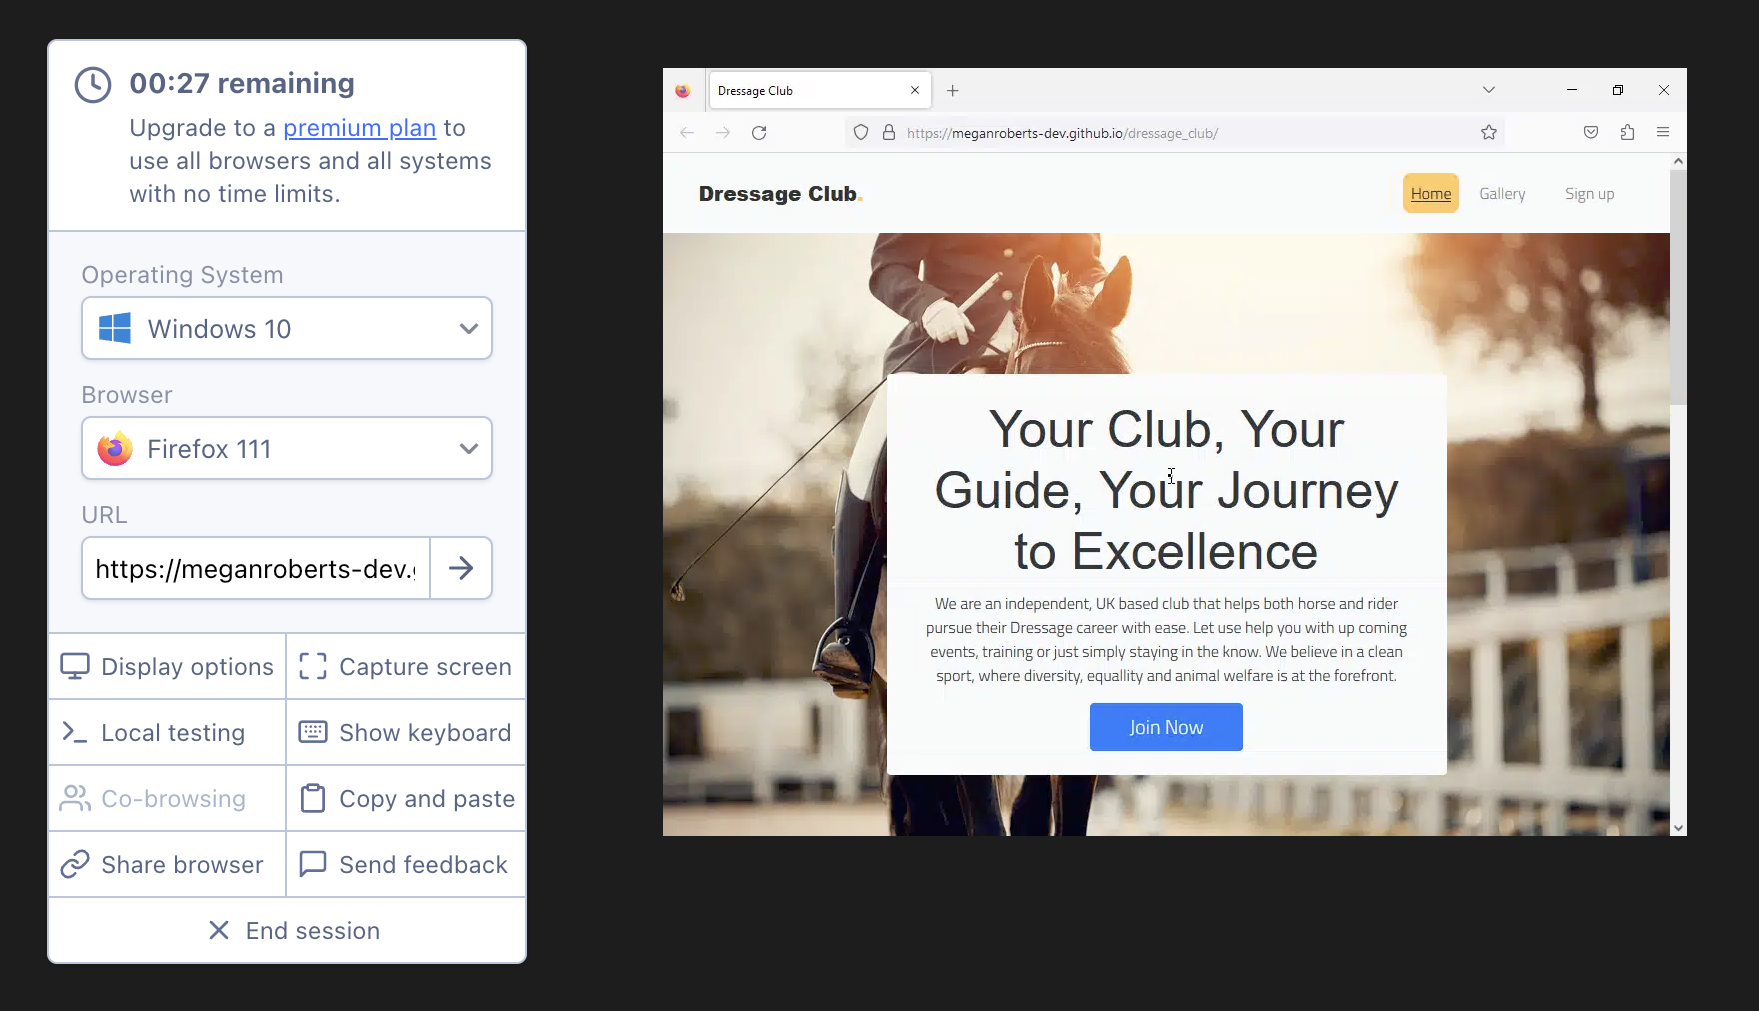 00:27 remaining
Upgrade to a premium plan to
use all browsers and all systems
with no time limits.
Operating System
Windows 10
Browser
Firefox 111
URL
https://meganroberts-dev.g
Display options
Capture screen
Local testing
Show keyboard
Co-browsing
Copy and paste
Share browser
Send feedback
End session
Dressage Club
https://meganroberts-dev.github.io/dressage_club/
Dressage Club.
Home
Gallery
Sign up
Your Club, Your
Guide, Your Journey
to Excellence
We are an independent, UK based club that helps both horse and rider
pursue their Dressage career with ease. Let use help you with up coming
events, training or just simply staying in the know. We believe in a clean
sport, where diversity, equallity and animal welfare is at the forefront.
Join Now